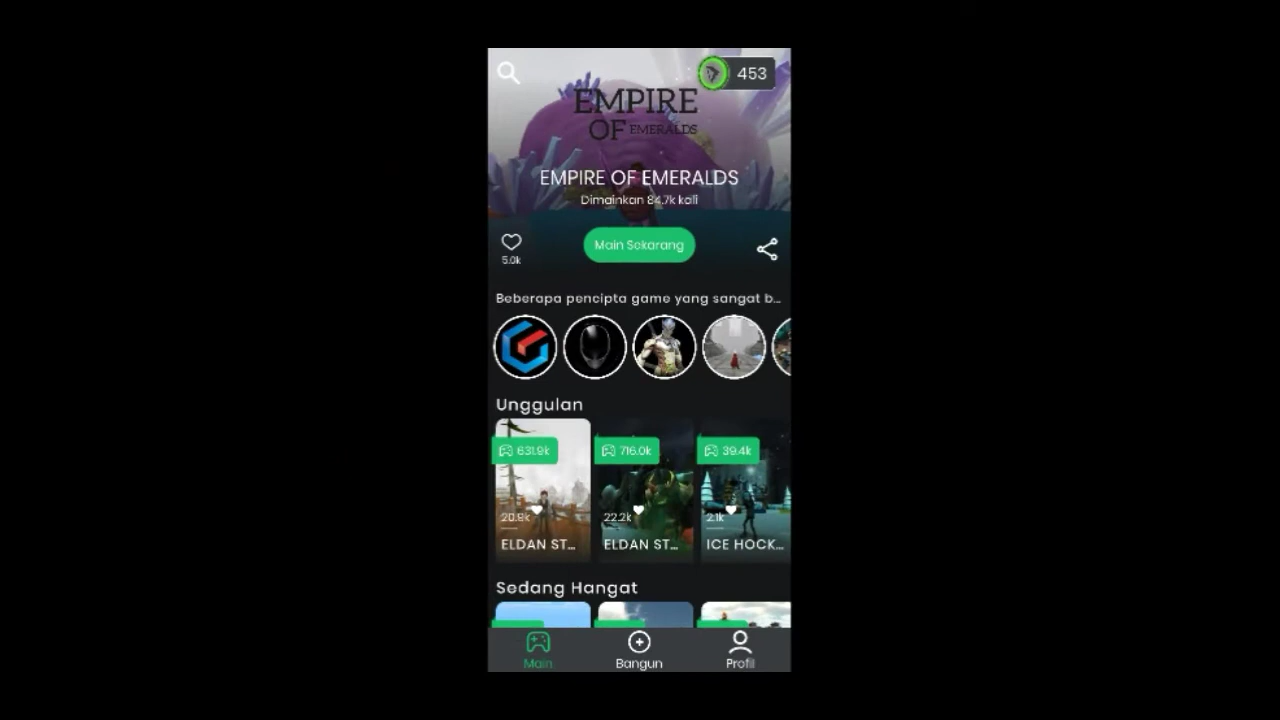 453
EMPIRE
OF EMERALDS
EMPIRE OF EMERALDS
Dimainkan 84.7k kali
5.0k
Main Sekarang
Beberapa pencipta game yang sangat b...
Unggulan
631.9k
716.0k
39.4k
20.8k
22.2k
2.1k
ELDAN ST...
ELDAN ST...
ICE HOCK...
Sedang Hangat
Main
Bangun
Profil